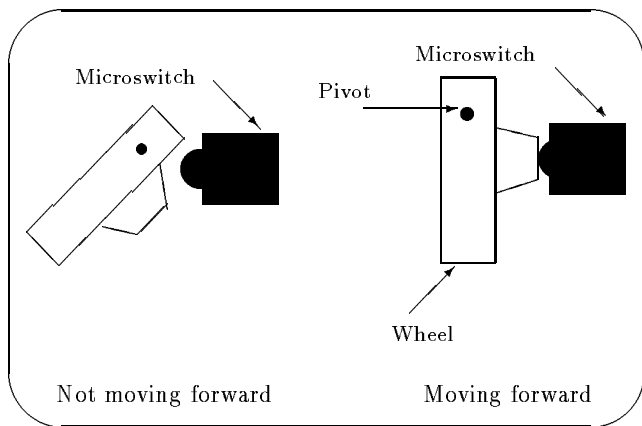 Microswitch
Microswitch
Pivot
Wheel
Not moving forward
Moving forward